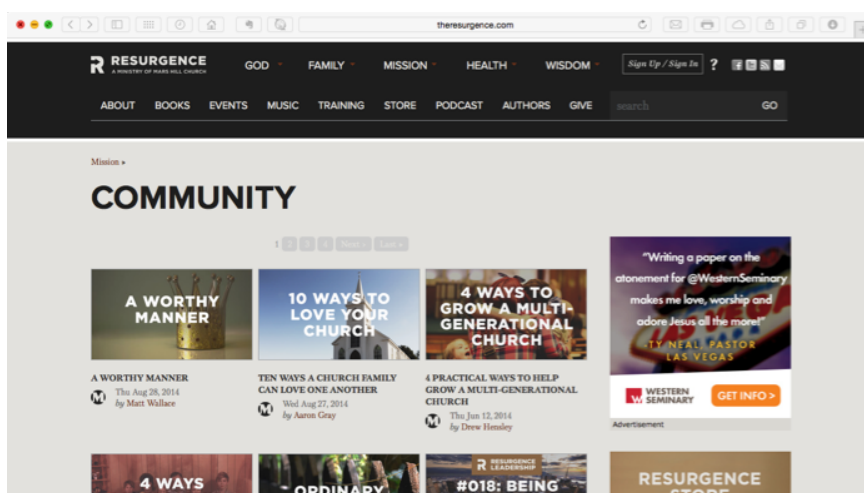 theresurgence.com
RESURGENCE
A MINISTRY OF MARS HILL CHURCH
GOD FAMILY MISSION HEALTH WISDOM Sign Up / Sign In ?
ABOUT BOOKS EVENTS MUSIC TRAINING STORE PODCAST AUTHORS GIVE search GO
Mission »
COMMUNITY
1 2 3 4 Next › Last »
"Writing a paper on the
atonement for @WesternSeminary
makes me love, worship and
adore Jesus all the more!"
-TY NEAL, PASTOR
LAS VEGAS
WESTERN
SEMINARY
GET INFO >
Advertisement
A WORTHY
MANNER
A WORTHY MANNER
Thu Aug 28, 2014
by Matt Wallace
10 WAYS TO
LOVE YOUR
CHURCH
TEN WAYS A CHURCH FAMILY
CAN LOVE ONE ANOTHER
Wed Aug 27, 2014
by Aaron Gray
4 WAYS TO
GROW A MULTI-
GENERATIONAL
CHURCH
4 PRACTICAL WAYS TO HELP
GROW A MULTI-GENERATIONAL
CHURCH
Thu Jun 12, 2014
by Drew Hensley
4 WAYS
ORDINARY
RESURGENCE
LEADERSHIP
#018: BEING
RESURGENCE
STORE